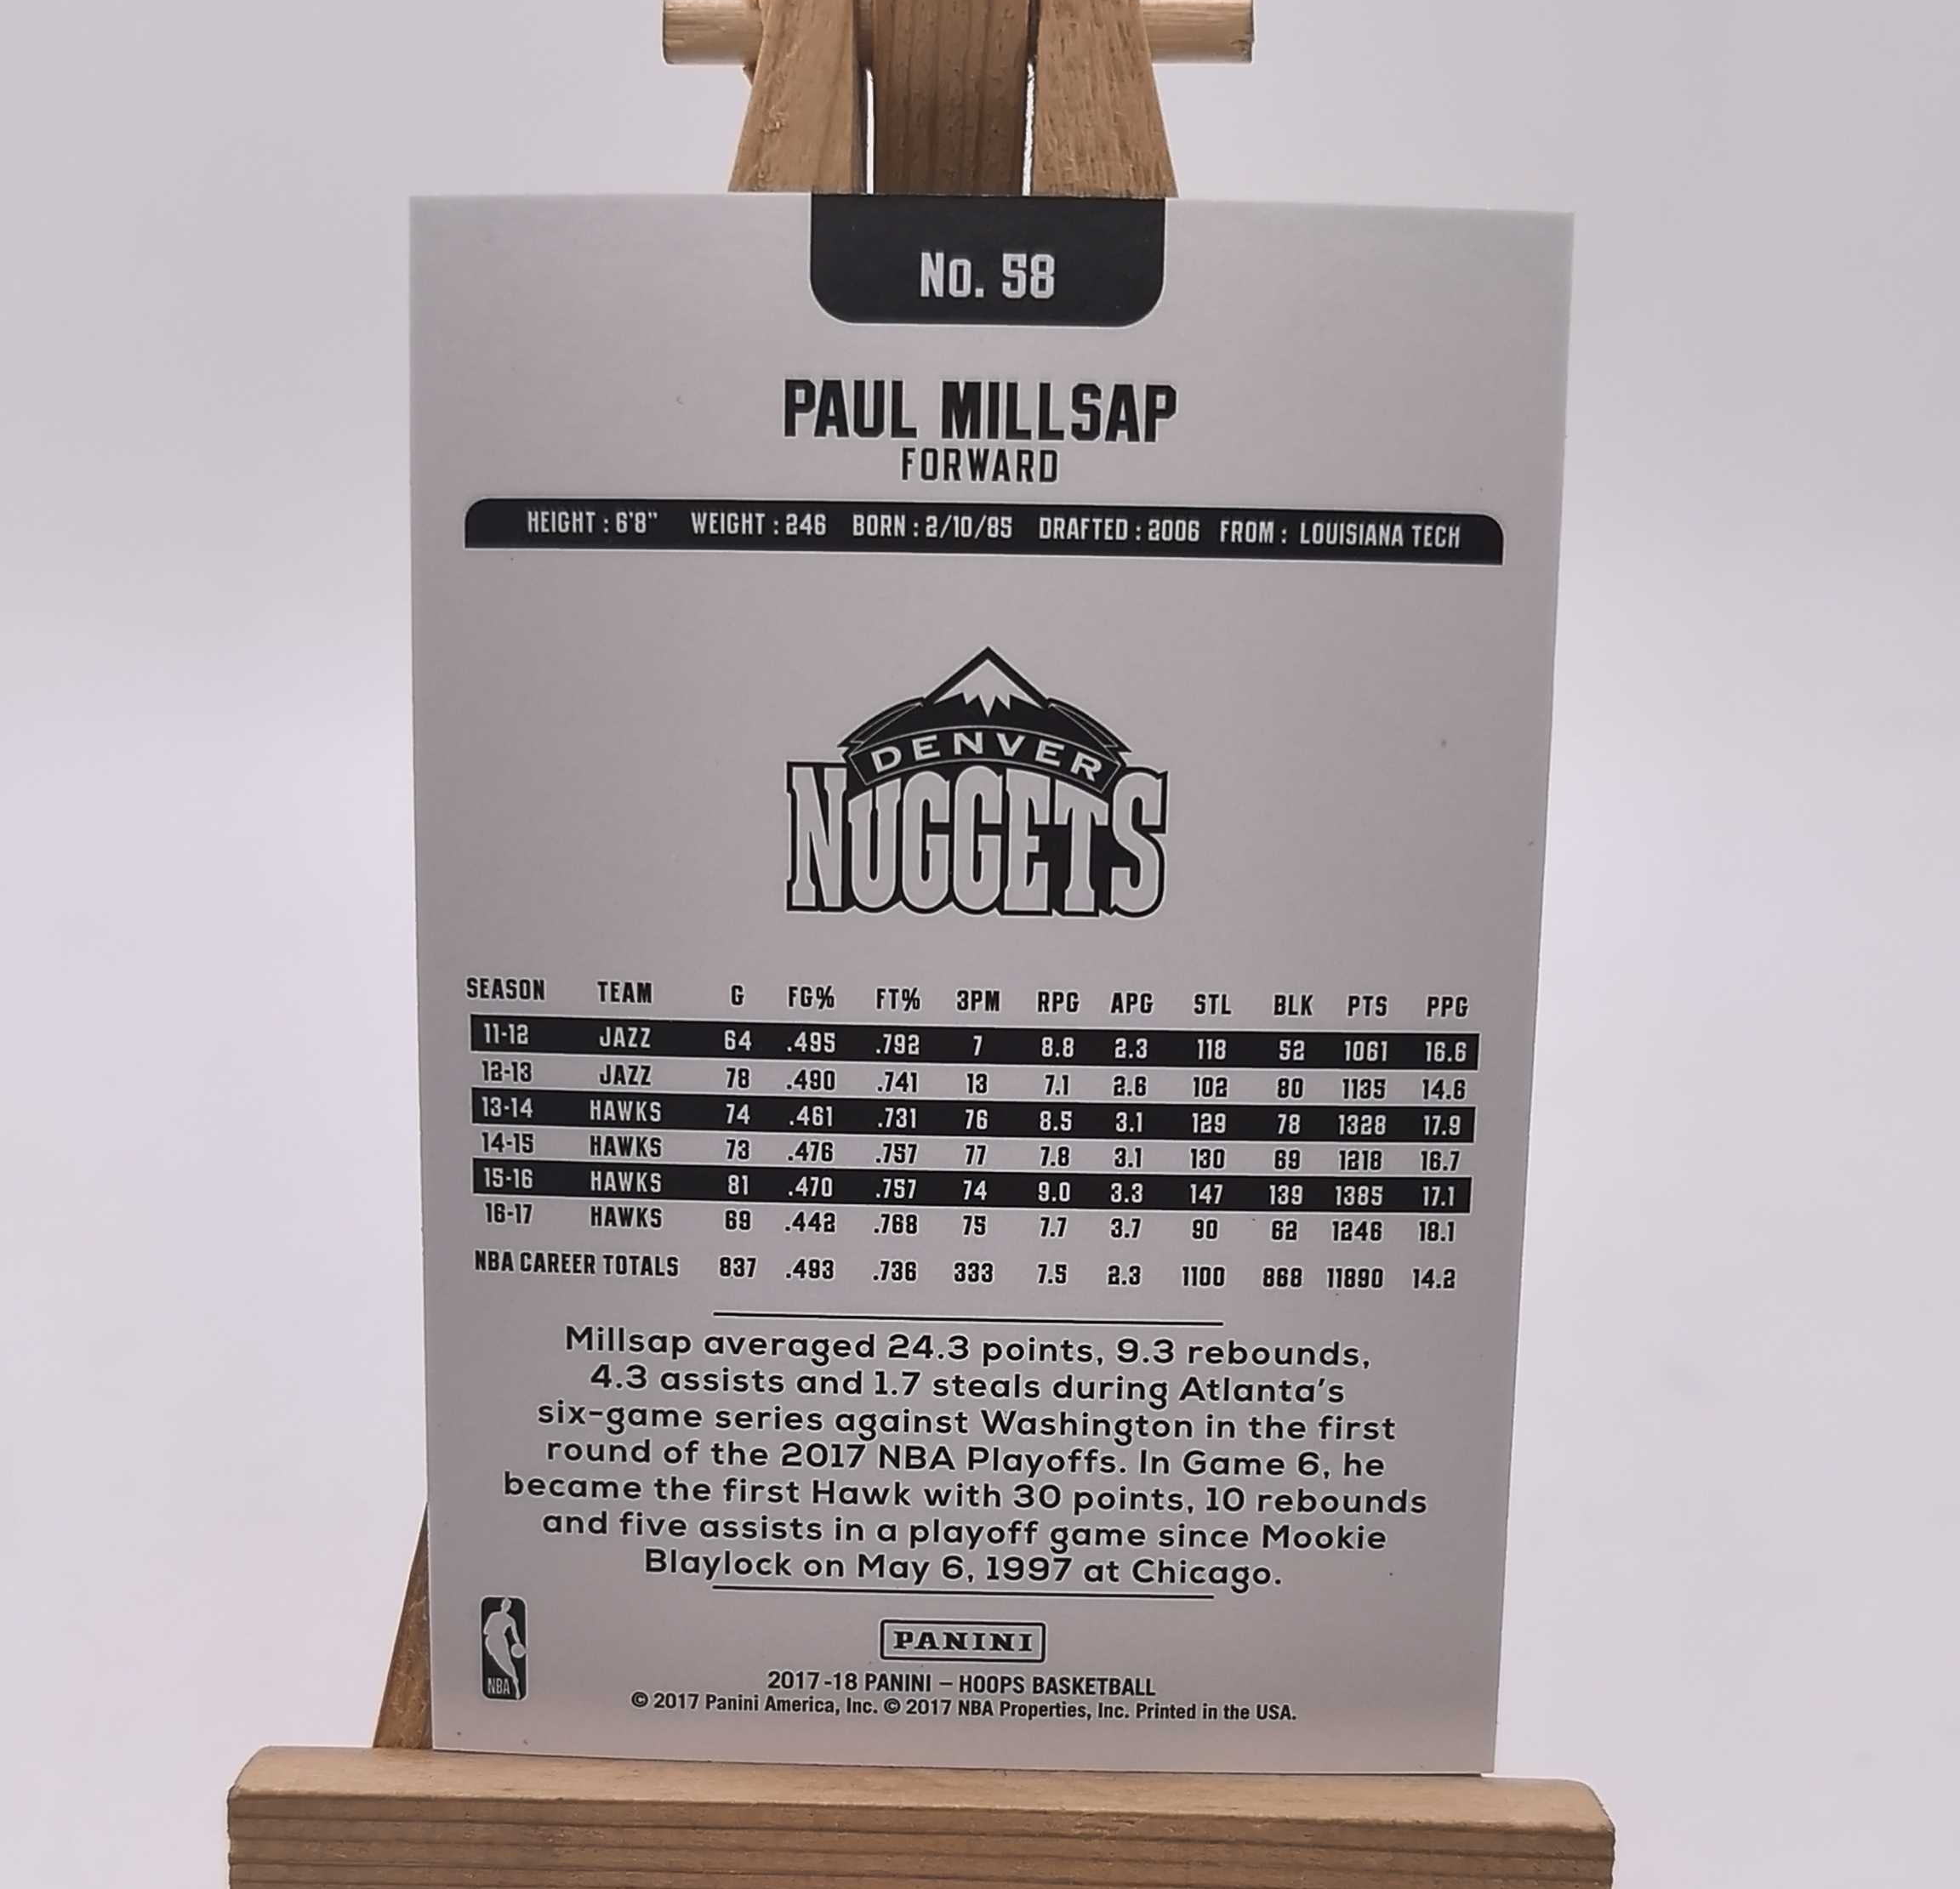 No. 58
PAUL MILLSAP
FORWARD
HEIGHT : 6'8" WEIGHT : 246 BORN : 2/10/85 DRAFTED : 2006 FROM : LOUISIANA TECH
DENVER
NUGGETS
SEASON TEAM G FG% FT% 3PM RPG APG STL BLK PTS PPG
11-12 JAZZ 64 .495 .792 7 8.8 2.3 118 52 1061 16.6
12-13 JAZZ 78 .490 .741 13 7.1 2.6 102 80 1135 14.6
13-14 HAWKS 74 .461 .731 76 8.5 3.1 129 78 1328 17.9
14-15 HAWKS 73 .476 .757 77 7.8 3.1 130 69 1218 16.7
15-16 HAWKS 81 .470 .757 74 9.0 3.3 147 139 1385 17.1
16-17 HAWKS 69 .442 .768 75 7.7 3.7 90 62 1246 18.1
NBA CAREER TOTALS 837 .493 .736 333 7.5 2.3 1100 868 11890 14.2
Millsap averaged 24.3 points, 9.3 rebounds,
4.3 assists and 1.7 steals during Atlanta's
six-game series against Washington in the first
round of the 2017 NBA Playoffs. In Game 6, he
became the first Hawk with 30 points, 10 rebounds
and five assists in a playoff game since Mookie
Blaylock on May 6, 1997 at Chicago.
NBA
PANINI
2017-18 PANINI – HOOPS BASKETBALL
© 2017 Panini America, Inc. © 2017 NBA Properties, Inc. Printed in the USA.